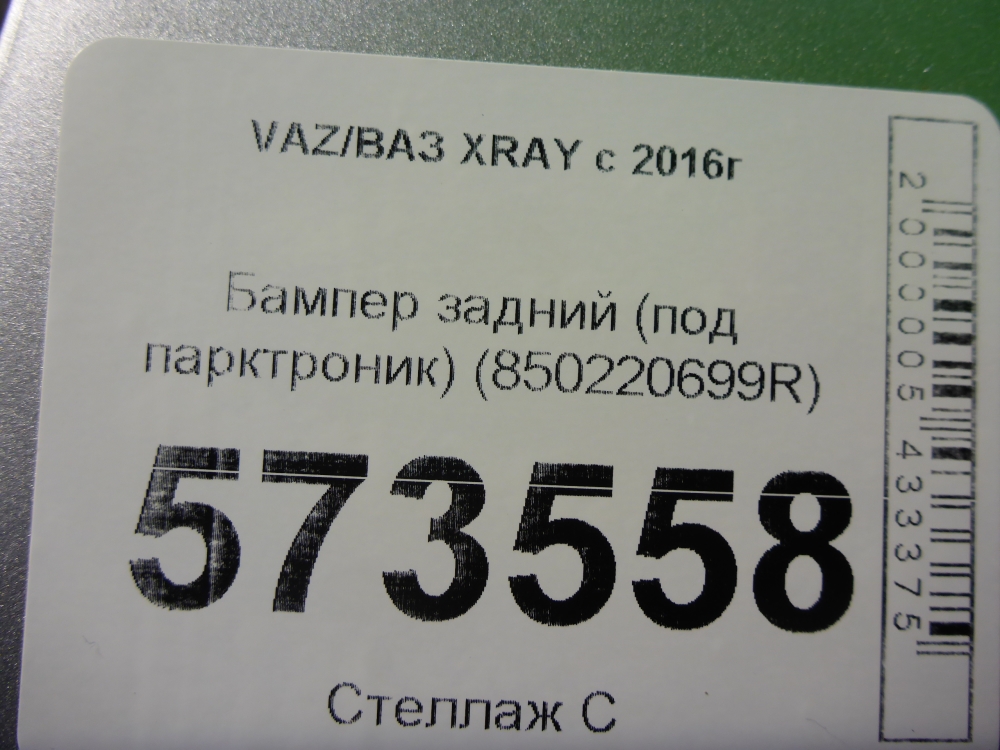 VAZ/ВАЗ XRAY с 2016г
Бампер задний (под
парктроник) (850220699R)
573558
Стеллаж С
2000005433375